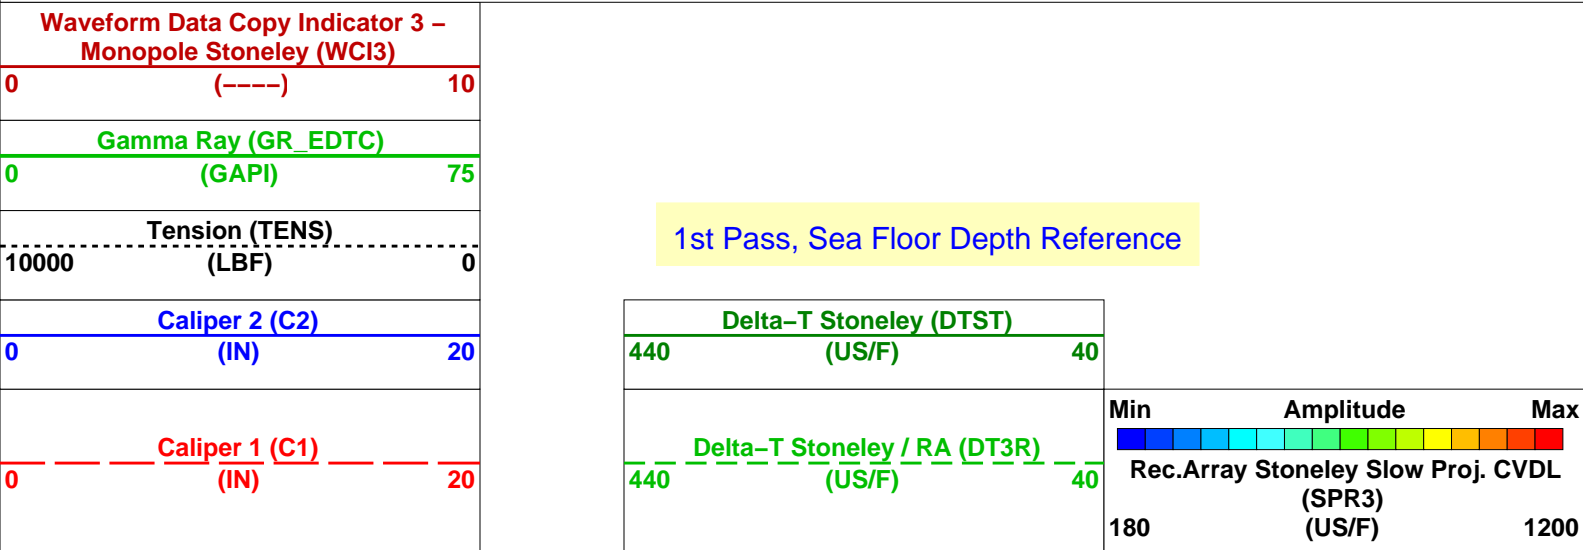 Waveform Data Copy Indicator 3 –
Monopole Stoneley (WCI3)
0 (−−−−) 10
Gamma Ray (GR_EDTC)
0 (GAPI) 75
Tension (TENS)
10000 (LBF) 0
Caliper 2 (C2)
0 (IN) 20
Caliper 1 (C1)
0 (IN) 20
1st Pass, Sea Floor Depth Reference
Delta−T Stoneley (DTST)
440 (US/F) 40
Delta−T Stoneley / RA (DT3R)
440 (US/F) 40
Min Amplitude Max
Rec.Array Stoneley Slow Proj. CVDL
(SPR3)
180 (US/F) 1200